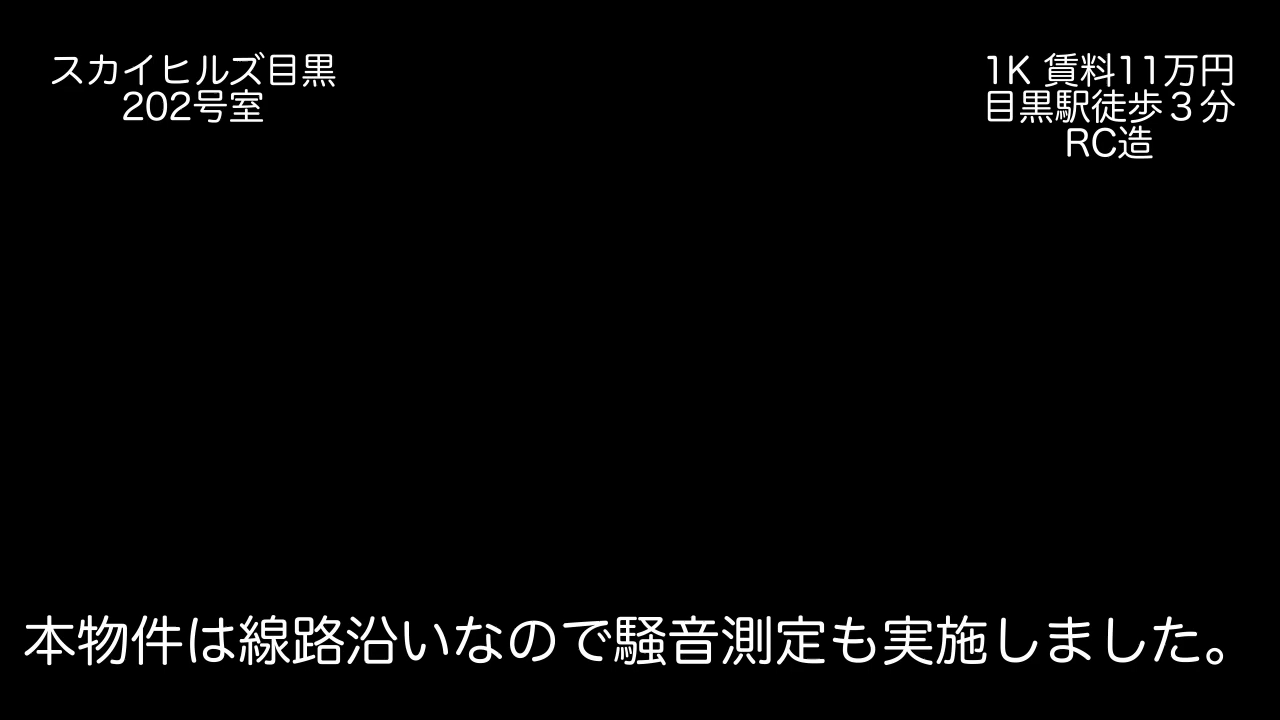 スカイヒルズ目黒
202号室
1K 賃料11万円
目黒駅徒歩３分
RC造
本物件は線路沿いなので騒音測定も実施しました。